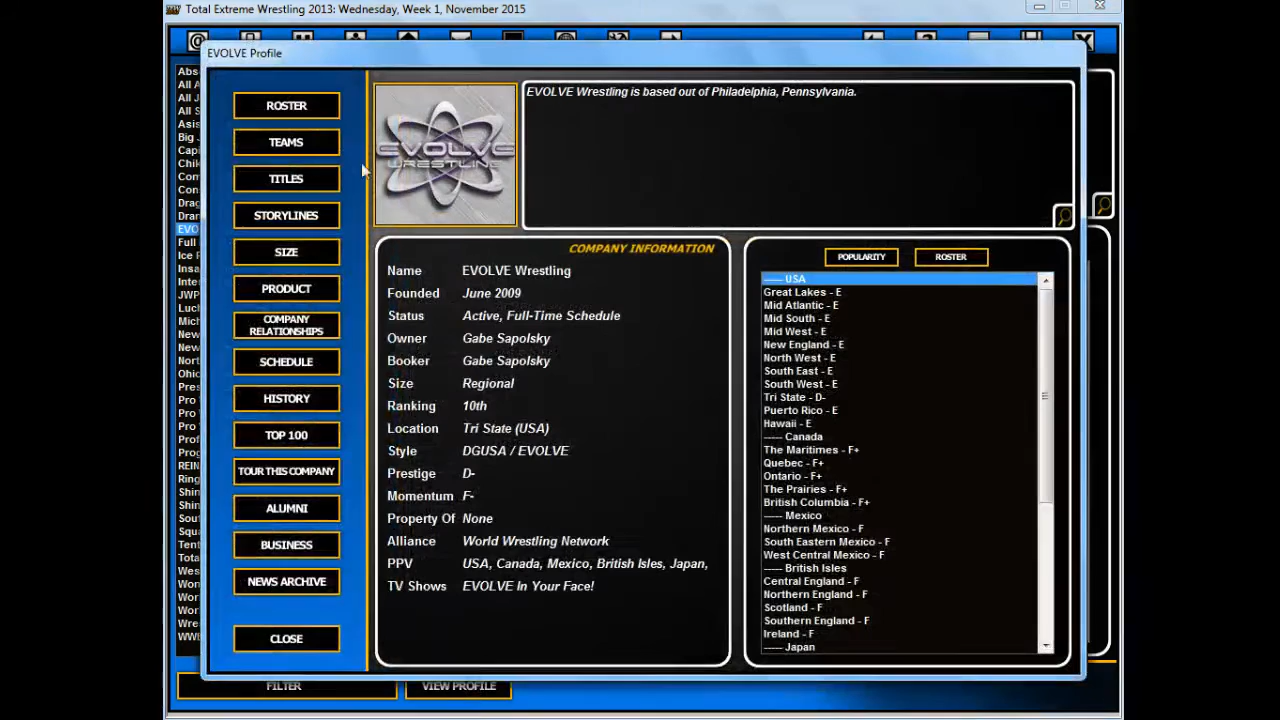 Total Extreme Wrestling 2013: Wednesday, Week 1, November 2015
EVOLVE Profile
ROSTER
TEAMS
TITLES
STORYLINES
SIZE
PRODUCT
COMPANY
RELATIONSHIPS
SCHEDULE
HISTORY
TOP 100
TOUR THIS COMPANY
ALUMNI
BUSINESS
NEWS ARCHIVE
CLOSE
EVOLVE
WRESTLING
EVOLVE Wrestling is based out of Philadelphia, Pennsylvania.
COMPANY INFORMATION
Name EVOLVE Wrestling
Founded June 2009
Status Active, Full-Time Schedule
Owner Gabe Sapolsky
Booker Gabe Sapolsky
Size Regional
Ranking 10th
Location Tri State (USA)
Style DGUSA / EVOLVE
Prestige D-
Momentum F-
Property Of None
Alliance World Wrestling Network
PPV USA, Canada, Mexico, British Isles, Japan,
TV Shows EVOLVE In Your Face!
POPULARITY ROSTER
----- USA
Great Lakes - E
Mid Atlantic - E
Mid South - E
Mid West - E
New England - E
North West - E
South East - E
South West - E
Tri State - D-
Puerto Rico - E
Hawaii - E
----- Canada
The Maritimes - F+
Quebec - F+
Ontario - F+
The Prairies - F+
British Columbia - F+
----- Mexico
Northern Mexico - F
South Eastern Mexico - F
West Central Mexico - F
----- British Isles
Central England - F
Northern England - F
Scotland - F
Southern England - F
Ireland - F
----- Japan
FILTER
VIEW PROFILE